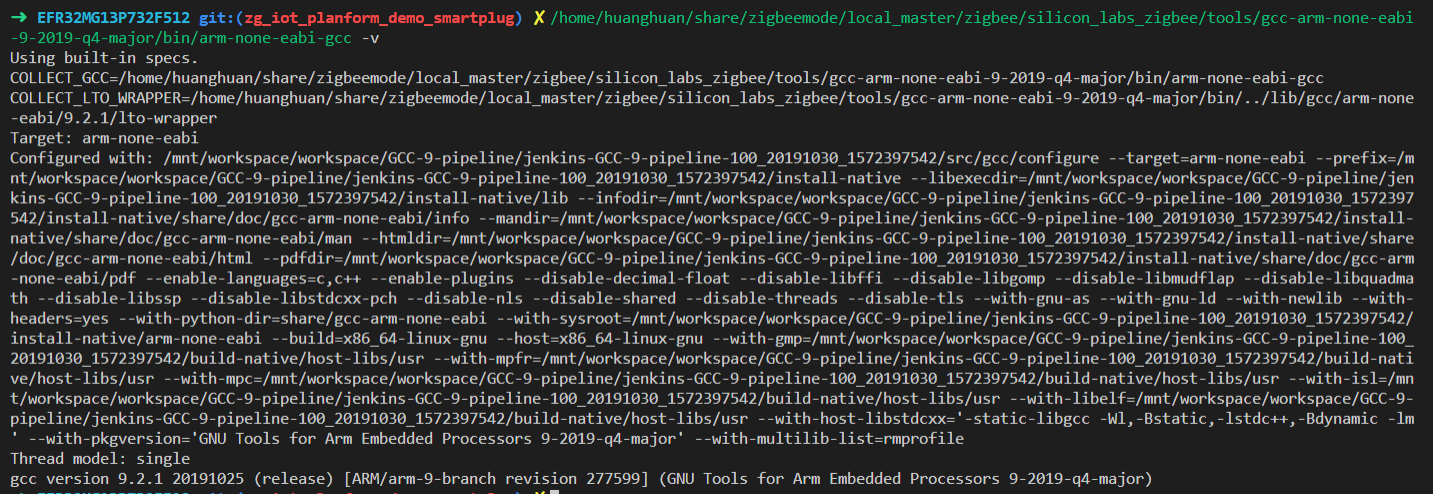 → EFR32MG13P732F512 git:(zg_iot_planform_demo_smartplug) ✗ /home/huanghuan/share/zigbeemode/local_master/zigbee/silicon_labs_zigbee/tools/gcc-arm-none-eabi
-9-2019-q4-major/bin/arm-none-eabi-gcc -v
Using built-in specs.
COLLECT_GCC=/home/huanghuan/share/zigbeemode/local_master/zigbee/silicon_labs_zigbee/tools/gcc-arm-none-eabi-9-2019-q4-major/bin/arm-none-eabi-gcc
COLLECT_LTO_WRAPPER=/home/huanghuan/share/zigbeemode/local_master/zigbee/silicon_labs_zigbee/tools/gcc-arm-none-eabi-9-2019-q4-major/bin/../lib/gcc/arm-none
-eabi/9.2.1/lto-wrapper
Target: arm-none-eabi
Configured with: /mnt/workspace/workspace/GCC-9-pipeline/jenkins-GCC-9-pipeline-100_20191030_1572397542/src/gcc/configure --target=arm-none-eabi --prefix=/m
nt/workspace/workspace/GCC-9-pipeline/jenkins-GCC-9-pipeline-100_20191030_1572397542/install-native --libexecdir=/mnt/workspace/workspace/GCC-9-pipeline/jen
kins-GCC-9-pipeline-100_20191030_1572397542/install-native/lib --infodir=/mnt/workspace/workspace/GCC-9-pipeline/jenkins-GCC-9-pipeline-100_20191030_1572397
542/install-native/share/doc/gcc-arm-none-eabi/info --mandir=/mnt/workspace/workspace/GCC-9-pipeline/jenkins-GCC-9-pipeline-100_20191030_1572397542/install-
native/share/doc/gcc-arm-none-eabi/man --htmldir=/mnt/workspace/workspace/GCC-9-pipeline/jenkins-GCC-9-pipeline-100_20191030_1572397542/install-native/share
/doc/gcc-arm-none-eabi/html --pdfdir=/mnt/workspace/workspace/GCC-9-pipeline/jenkins-GCC-9-pipeline-100_20191030_1572397542/install-native/share/doc/gcc-arm
-none-eabi/pdf --enable-languages=c,c++ --enable-plugins --disable-decimal-float --disable-libffi --disable-libgomp --disable-libmudflap --disable-libquadma
th --disable-libssp --disable-libstdcxx-pch --disable-nls --disable-shared --disable-threads --disable-tls --with-gnu-as --with-gnu-ld --with-newlib --with-
headers=yes --with-python-dir=share/gcc-arm-none-eabi --with-sysroot=/mnt/workspace/workspace/GCC-9-pipeline/jenkins-GCC-9-pipeline-100_20191030_1572397542/
install-native/arm-none-eabi --build=x86_64-linux-gnu --host=x86_64-linux-gnu --with-gmp=/mnt/workspace/workspace/GCC-9-pipeline/jenkins-GCC-9-pipeline-100_
20191030_1572397542/build-native/host-libs/usr --with-mpfr=/mnt/workspace/workspace/GCC-9-pipeline/jenkins-GCC-9-pipeline-100_20191030_1572397542/build-nati
ve/host-libs/usr --with-mpc=/mnt/workspace/workspace/GCC-9-pipeline/jenkins-GCC-9-pipeline-100_20191030_1572397542/build-native/host-libs/usr --with-isl=/mn
t/workspace/workspace/GCC-9-pipeline/jenkins-GCC-9-pipeline-100_20191030_1572397542/build-native/host-libs/usr --with-libelf=/mnt/workspace/workspace/GCC-9-
pipeline/jenkins-GCC-9-pipeline-100_20191030_1572397542/build-native/host-libs/usr --with-host-libstdcxx='-static-libgcc -Wl,-Bstatic,-lstdc++,-Bdynamic -lm
' --with-pkgversion='GNU Tools for Arm Embedded Processors 9-2019-q4-major' --with-multilib-list=rmprofile
Thread model: single
gcc version 9.2.1 20191025 (release) [ARM/arm-9-branch revision 277599] (GNU Tools for Arm Embedded Processors 9-2019-q4-major)